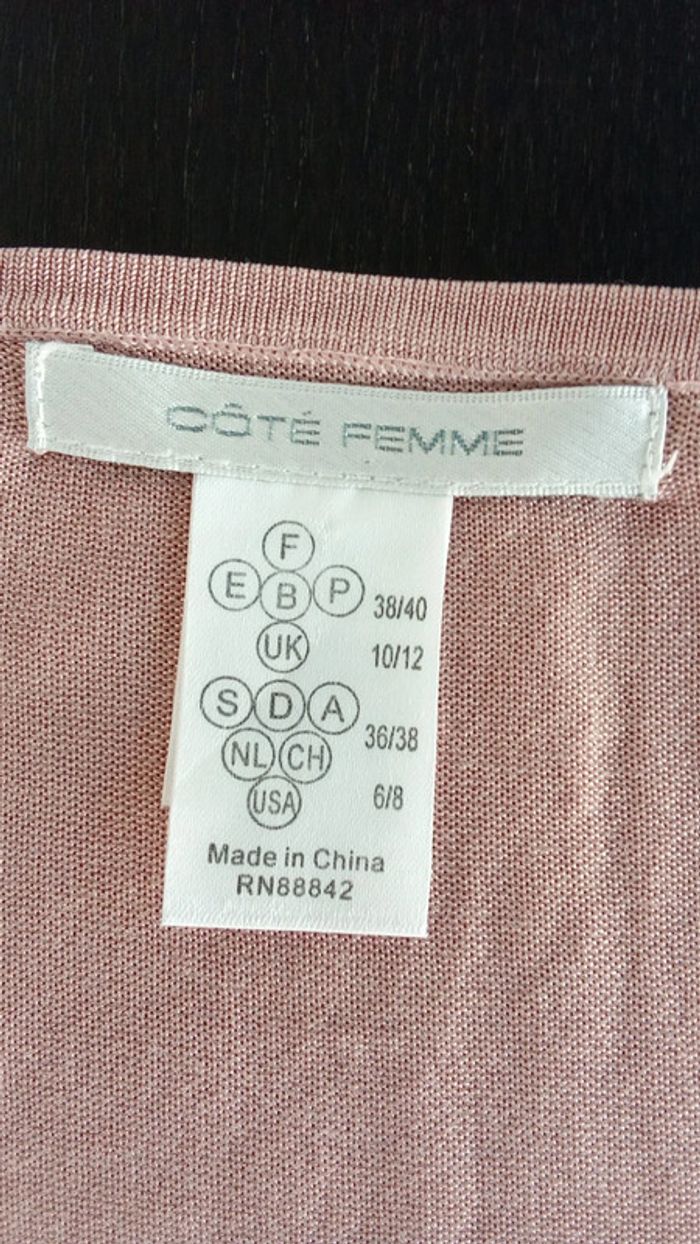 CÔTÉ FEMME
F
E B P 38/40
UK 10/12
S D A
NL CH 36/38
USA 6/8
Made in China
RN88842